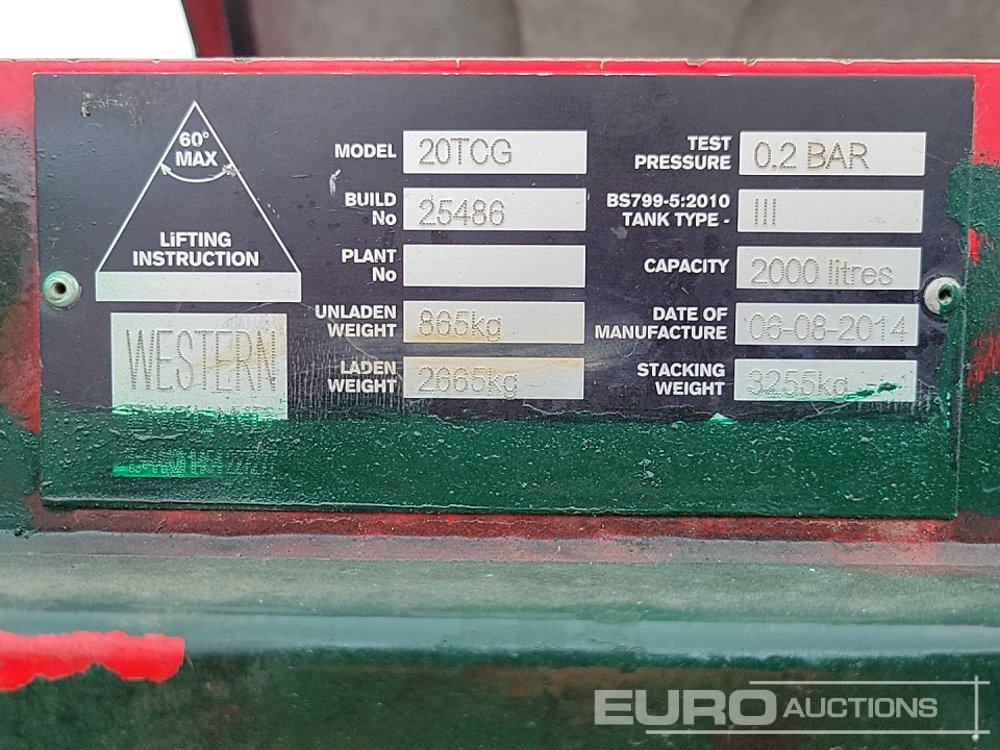 60°
MAX
LiFTING
INSTRUCTION
WESTERN
MODEL 20TCG
BUILD No 25486
PLANT No
UNLADEN WEIGHT 865kg
LADEN WEIGHT 2665kg
TEST PRESSURE 0.2 BAR
BS799-5:2010 TANK TYPE - III
CAPACITY 2000 litres
DATE OF MANUFACTURE 06-08-2014
STACKING WEIGHT 3255kg
EURO AUCTIONS